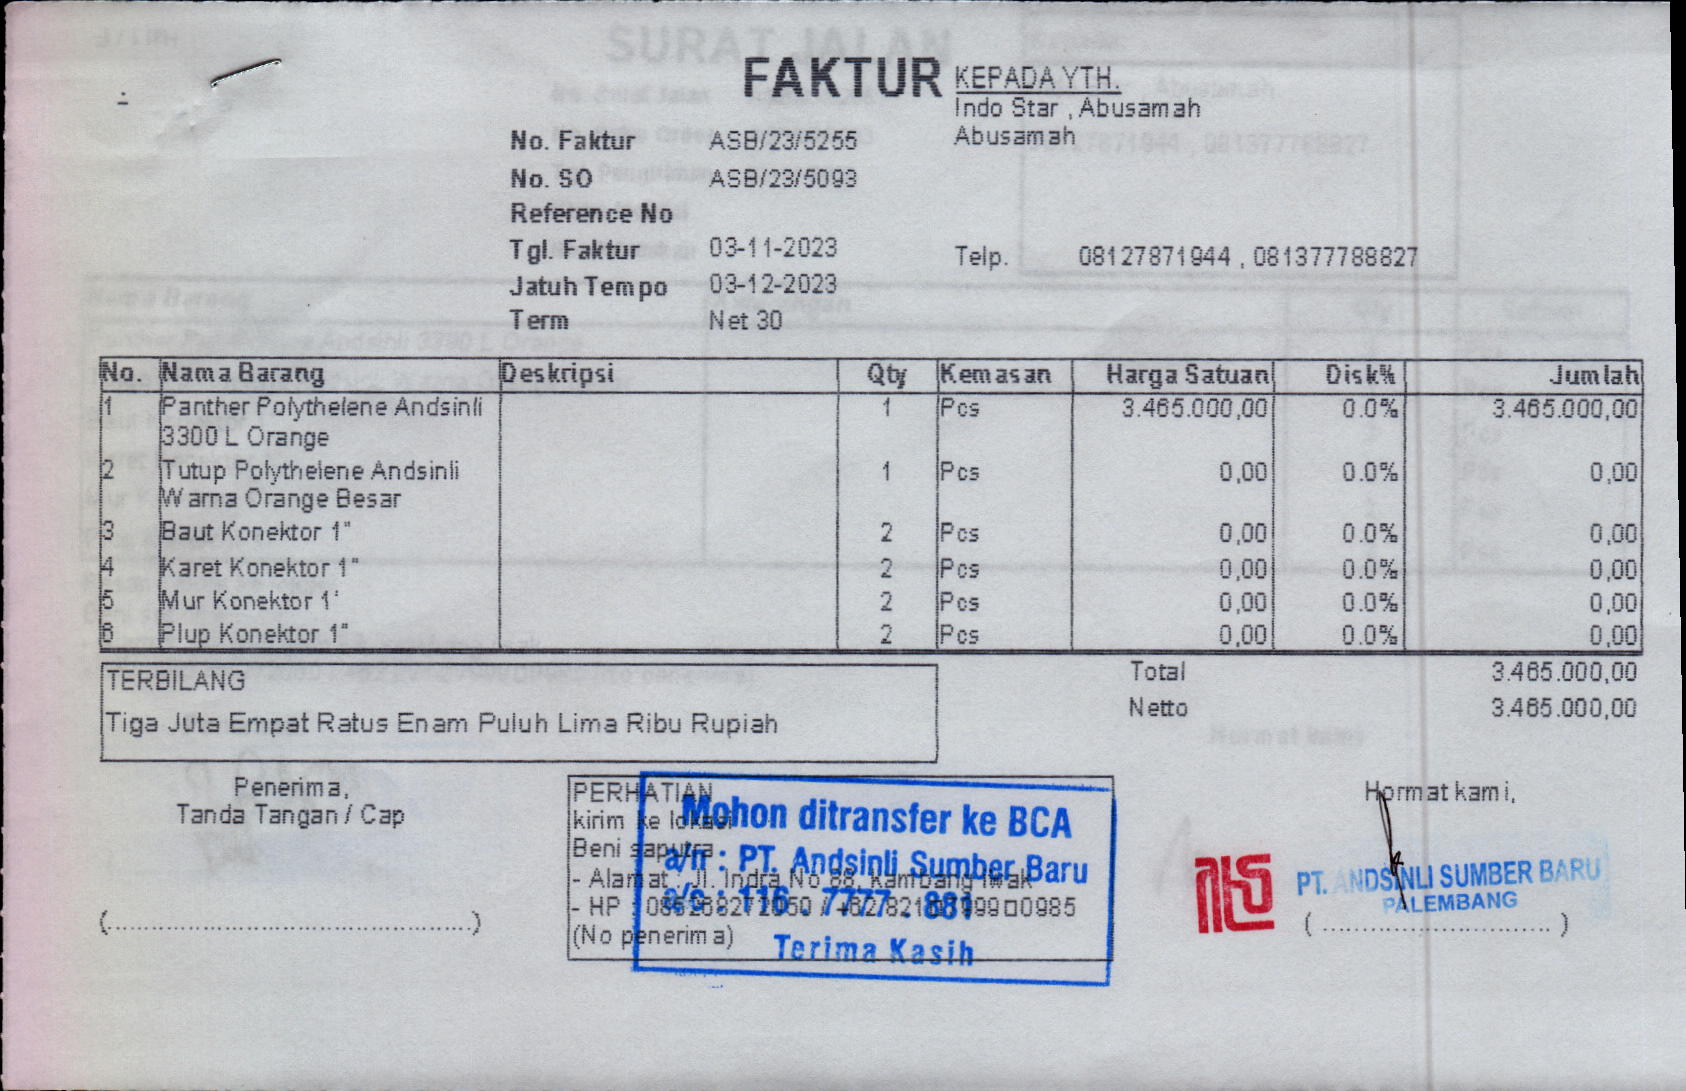 FAKTUR
KEPADA YTH.
Indo Star , Abusamah
Abusamah
No. Faktur ASB/23/5255
No. SO ASB/23/5093
Reference No
Tgl. Faktur 03-11-2023
Telp. 08127871944 , 081377788827
Jatuh Tempo 03-12-2023
Term Net 30
No. Nama Barang Deskripsi Qty Kemasan Harga Satuan Disk% Jumlah
1 Panther Polythelene Andsinli 1 Pcs 3.465.000,00 0.0% 3.465.000,00
3300 L Orange
2 Tutup Polythelene Andsinli 1 Pcs 0,00 0.0% 0,00
Warna Orange Besar
3 Baut Konektor 1" 2 Pcs 0,00 0.0% 0,00
4 Karet Konektor 1" 2 Pcs 0,00 0.0% 0,00
5 Mur Konektor 1' 2 Pcs 0,00 0.0% 0,00
6 Plup Konektor 1" 2 Pcs 0,00 0.0% 0,00
Total 3.465.000,00
Netto 3.465.000,00
TERBILANG
Tiga Juta Empat Ratus Enam Puluh Lima Ribu Rupiah
Penerima,
Tanda Tangan / Cap
(............................................)
PERHATIAN
kirim ke lokasi
Beni saputra
- Alamat : Jl. Indra No 88 Kambang Iwak
- HP :
(No penerima)
Mohon ditransfer ke BCA
a/n : PT. Andsinli Sumber Baru
a/c : 116 . 7777 . 881
Terima Kasih
Hormat kami,
PT. ANDSINLI SUMBER BARU
PALEMBANG
( ............................ )